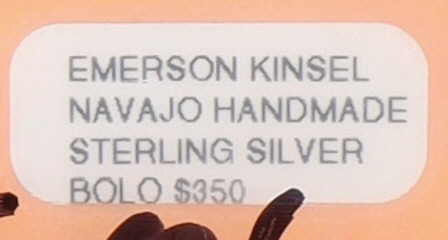 EMERSON KINSEL
NAVAJO HANDMADE
STERLING SILVER
BOLO $350